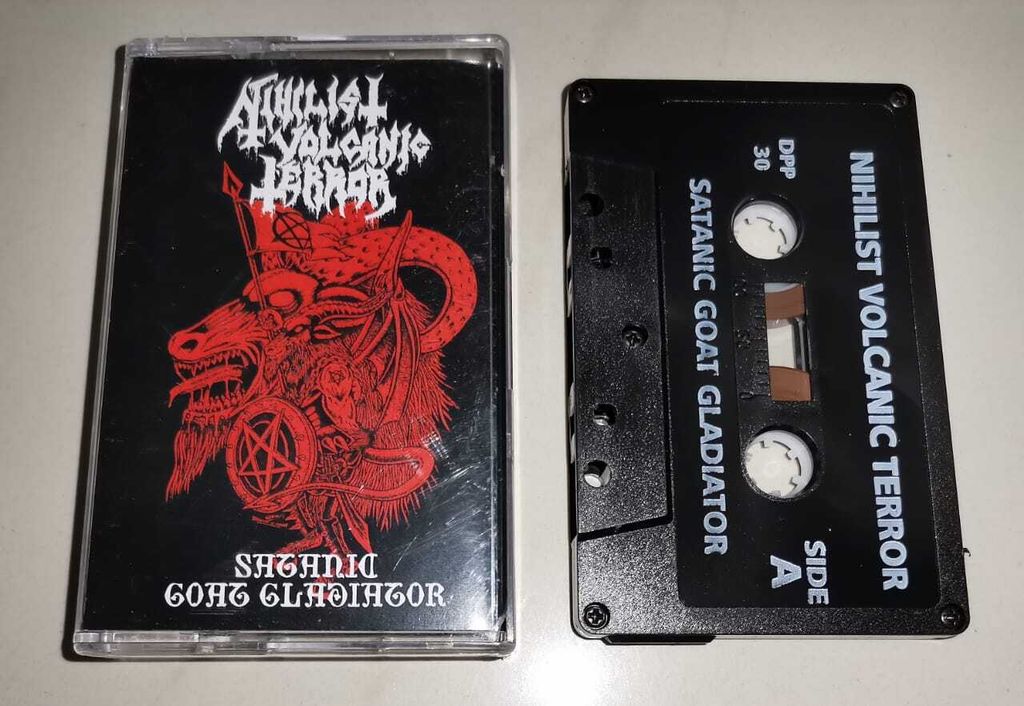 NIHILIST
VOLCANIC
TERROR
SATANIC
GOAT GLADIATOR
NIHILIST VOLCANIC TERROR
DPP
30
SATANIC GOAT GLADIATOR
SIDE
A